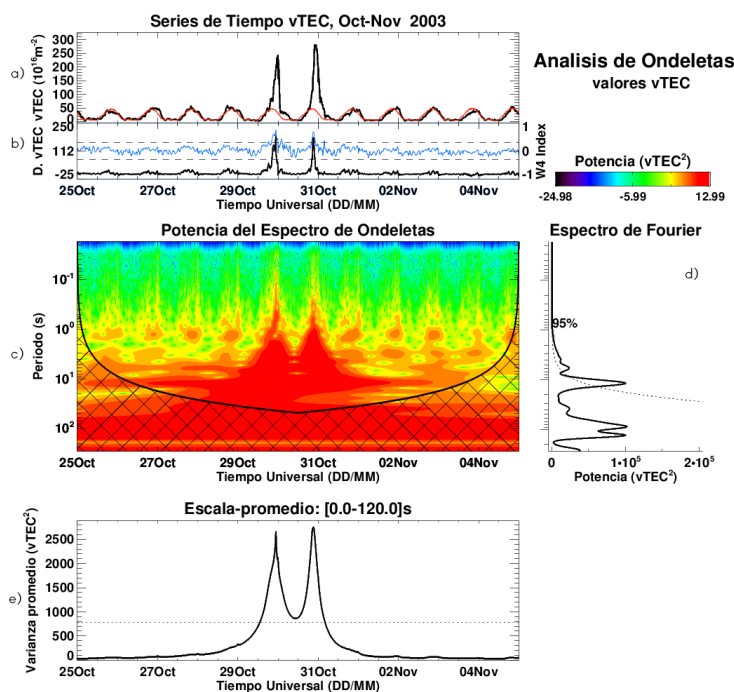 Series de Tiempo vTEC, Oct-Nov 2003
Analisis de Ondeletas
valores vTEC
a)
D. vTEC vTEC (10¹⁶m⁻²)
300
250
200
150
100
50
0
b)
250
112
-25
1
0
-1
W4 Index
25Oct 27Oct 29Oct 31Oct 02Nov 04Nov
Tiempo Universal (DD/MM)
Potencia (vTEC²)
-24.98 -5.99 12.99
Potencia del Espectro de Ondeletas
c)
Periodo (s)
10⁻¹
10⁰
10¹
10²
25Oct 27Oct 29Oct 31Oct 02Nov 04Nov
Tiempo Universal (DD/MM)
Espectro de Fourier
d)
95%
0 1·10⁵ 2·10⁵
Potencia (vTEC²)
Escala-promedio: [0.0-120.0]s
e)
Varianza promedio (vTEC²)
2500
2000
1500
1000
500
0
25Oct 27Oct 29Oct 31Oct 02Nov 04Nov
Tiempo Universal (DD/MM)